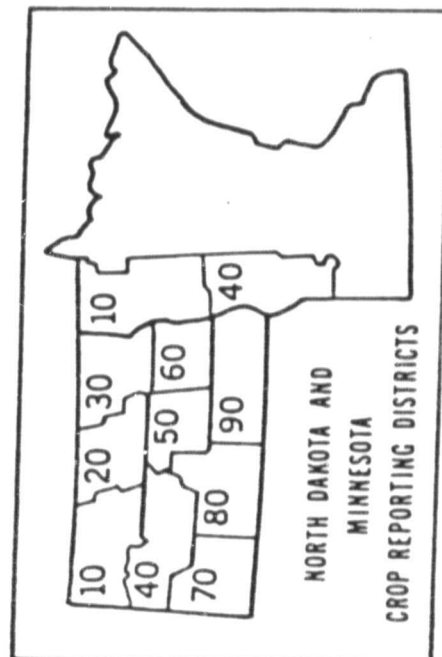 10 20 30 10
40 50 60 40
70 80 90
NORTH DAKOTA AND
MINNESOTA
CROP REPORTING DISTRICTS